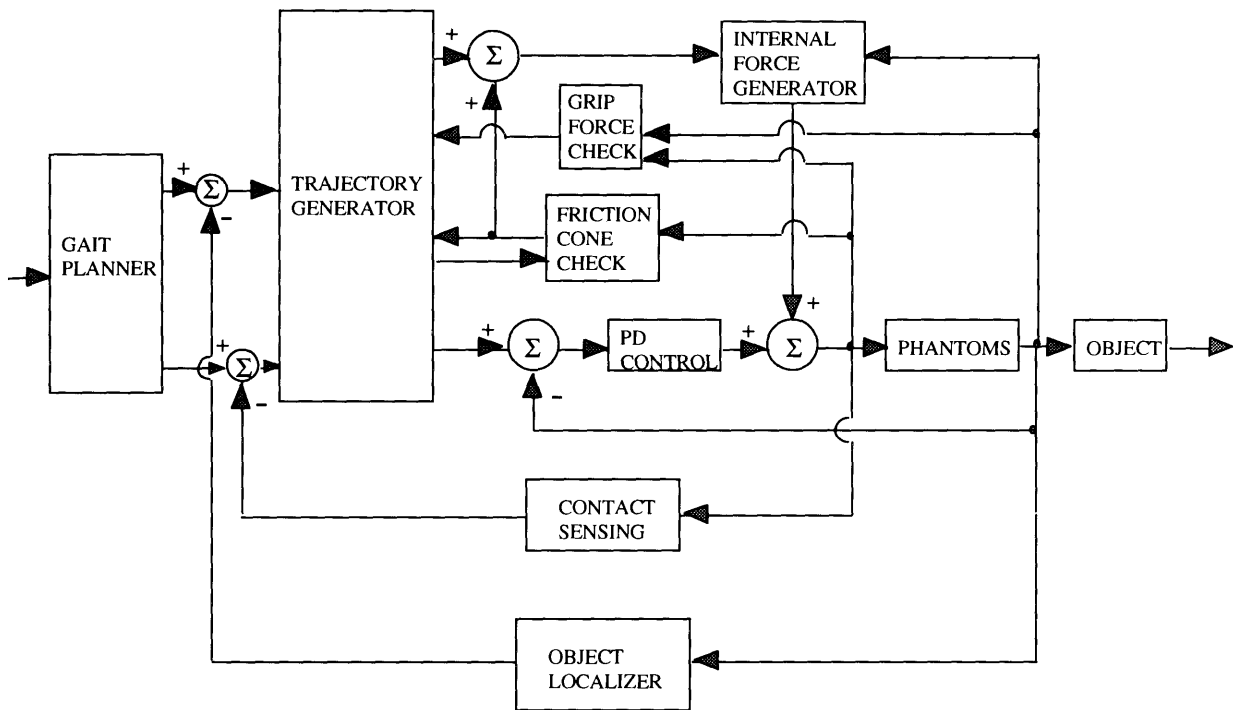 +
Σ
INTERNAL
FORCE
GENERATOR
+
GRIP
FORCE
CHECK
GAIT
PLANNER
+
Σ
-
TRAJECTORY
GENERATOR
FRICTION
CONE
CHECK
+
Σ
-
+
Σ
-
PD
CONTROL
+
+
Σ
PHANTOMS
OBJECT
CONTACT
SENSING
OBJECT
LOCALIZER